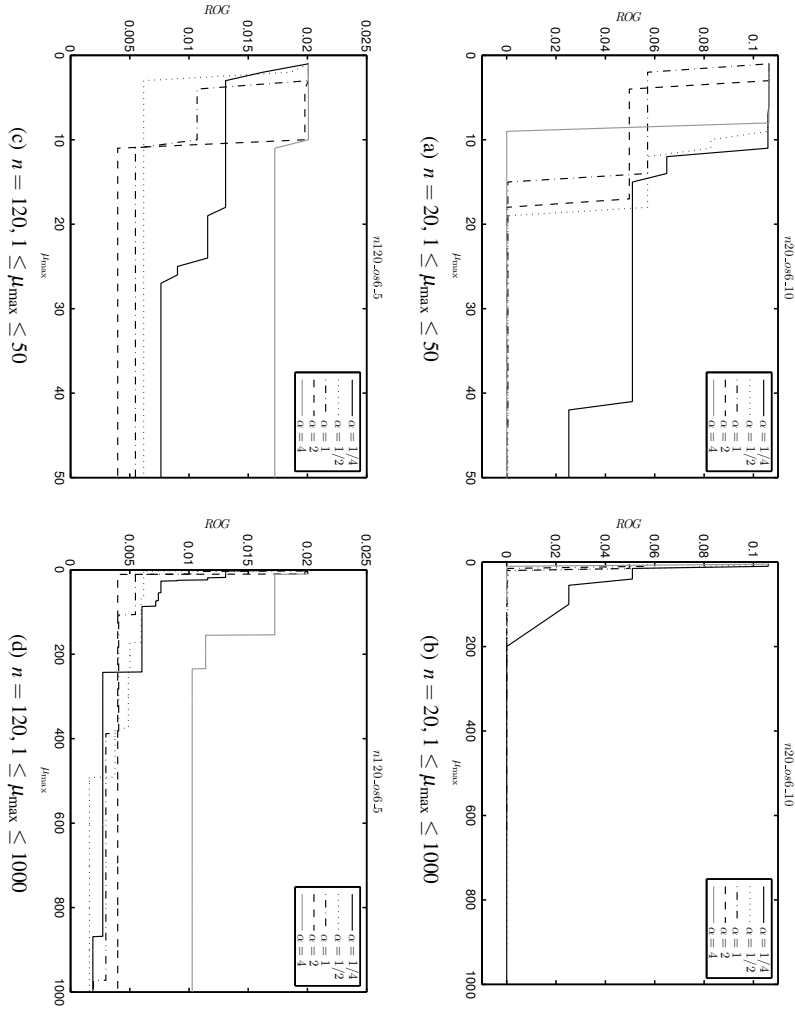 n20_os6_10
ROG
0.1
0.08
0.06
0.04
0.02
0
0
10
20
30
40
50
μmax
α = 1/4
α = 1/2
α = 1
α = 2
α = 4
(a) n = 20, 1 ≤ μmax ≤ 50
n20_os6_10
ROG
0.1
0.08
0.06
0.04
0.02
0
0
200
400
600
800
1000
μmax
α = 1/4
α = 1/2
α = 1
α = 2
α = 4
(b) n = 20, 1 ≤ μmax ≤ 1000
n120_os6_5
ROG
0.025
0.02
0.015
0.01
0.005
0
0
10
20
30
40
50
μmax
α = 1/4
α = 1/2
α = 1
α = 2
α = 4
(c) n = 120, 1 ≤ μmax ≤ 50
n120_os6_5
ROG
0.025
0.02
0.015
0.01
0.005
0
0
200
400
600
800
1000
μmax
α = 1/4
α = 1/2
α = 1
α = 2
α = 4
(d) n = 120, 1 ≤ μmax ≤ 1000